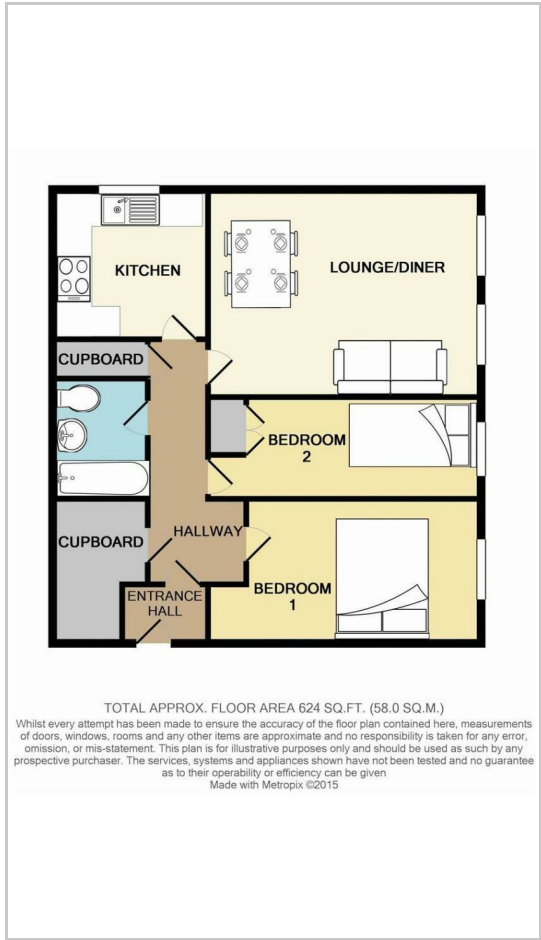 KITCHEN
LOUNGE/DINER
CUPBOARD
BEDROOM
2
CUPBOARD
HALLWAY
ENTRANCE
HALL
BEDROOM
1
TOTAL APPROX. FLOOR AREA 624 SQ.FT. (58.0 SQ.M.)
Whilst every attempt has been made to ensure the accuracy of the floor plan contained here, measurements
of doors, windows, rooms and any other items are approximate and no responsibility is taken for any error,
omission, or mis-statement. This plan is for illustrative purposes only and should be used as such by any
prospective purchaser. The services, systems and appliances shown have not been tested and no guarantee
as to their operability or efficiency can be given
Made with Metropix ©2015